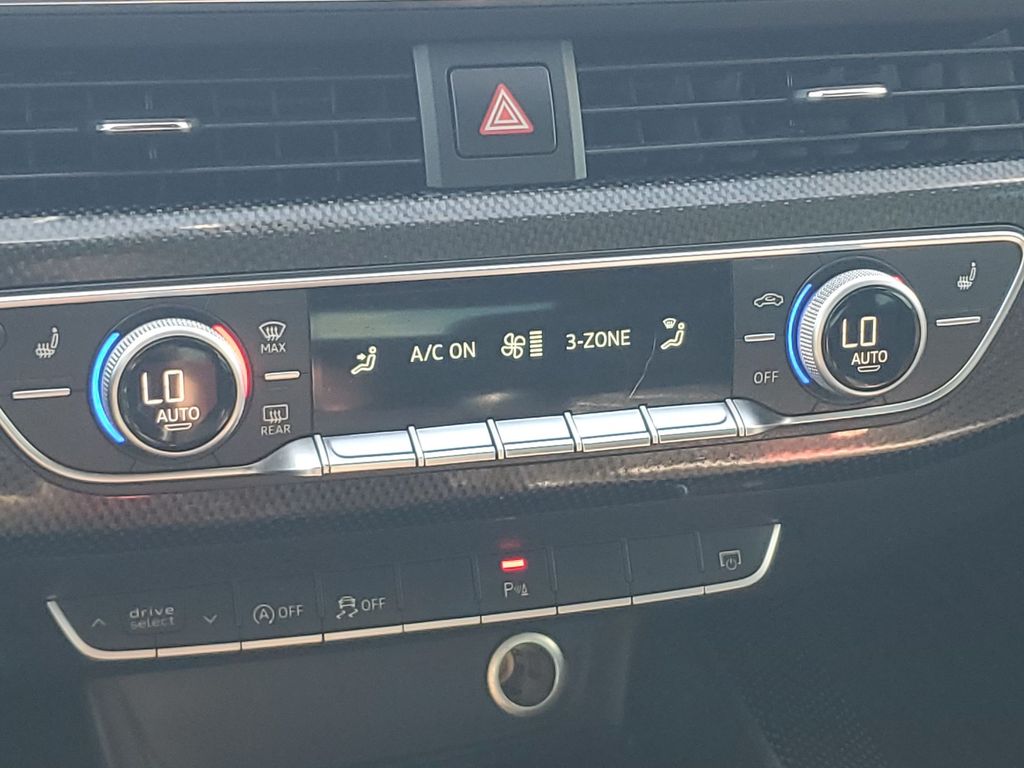 LO
AUTO
MAX
REAR
A/C ON
3-ZONE
OFF
LO
AUTO
drive
select
A OFF
OFF
P